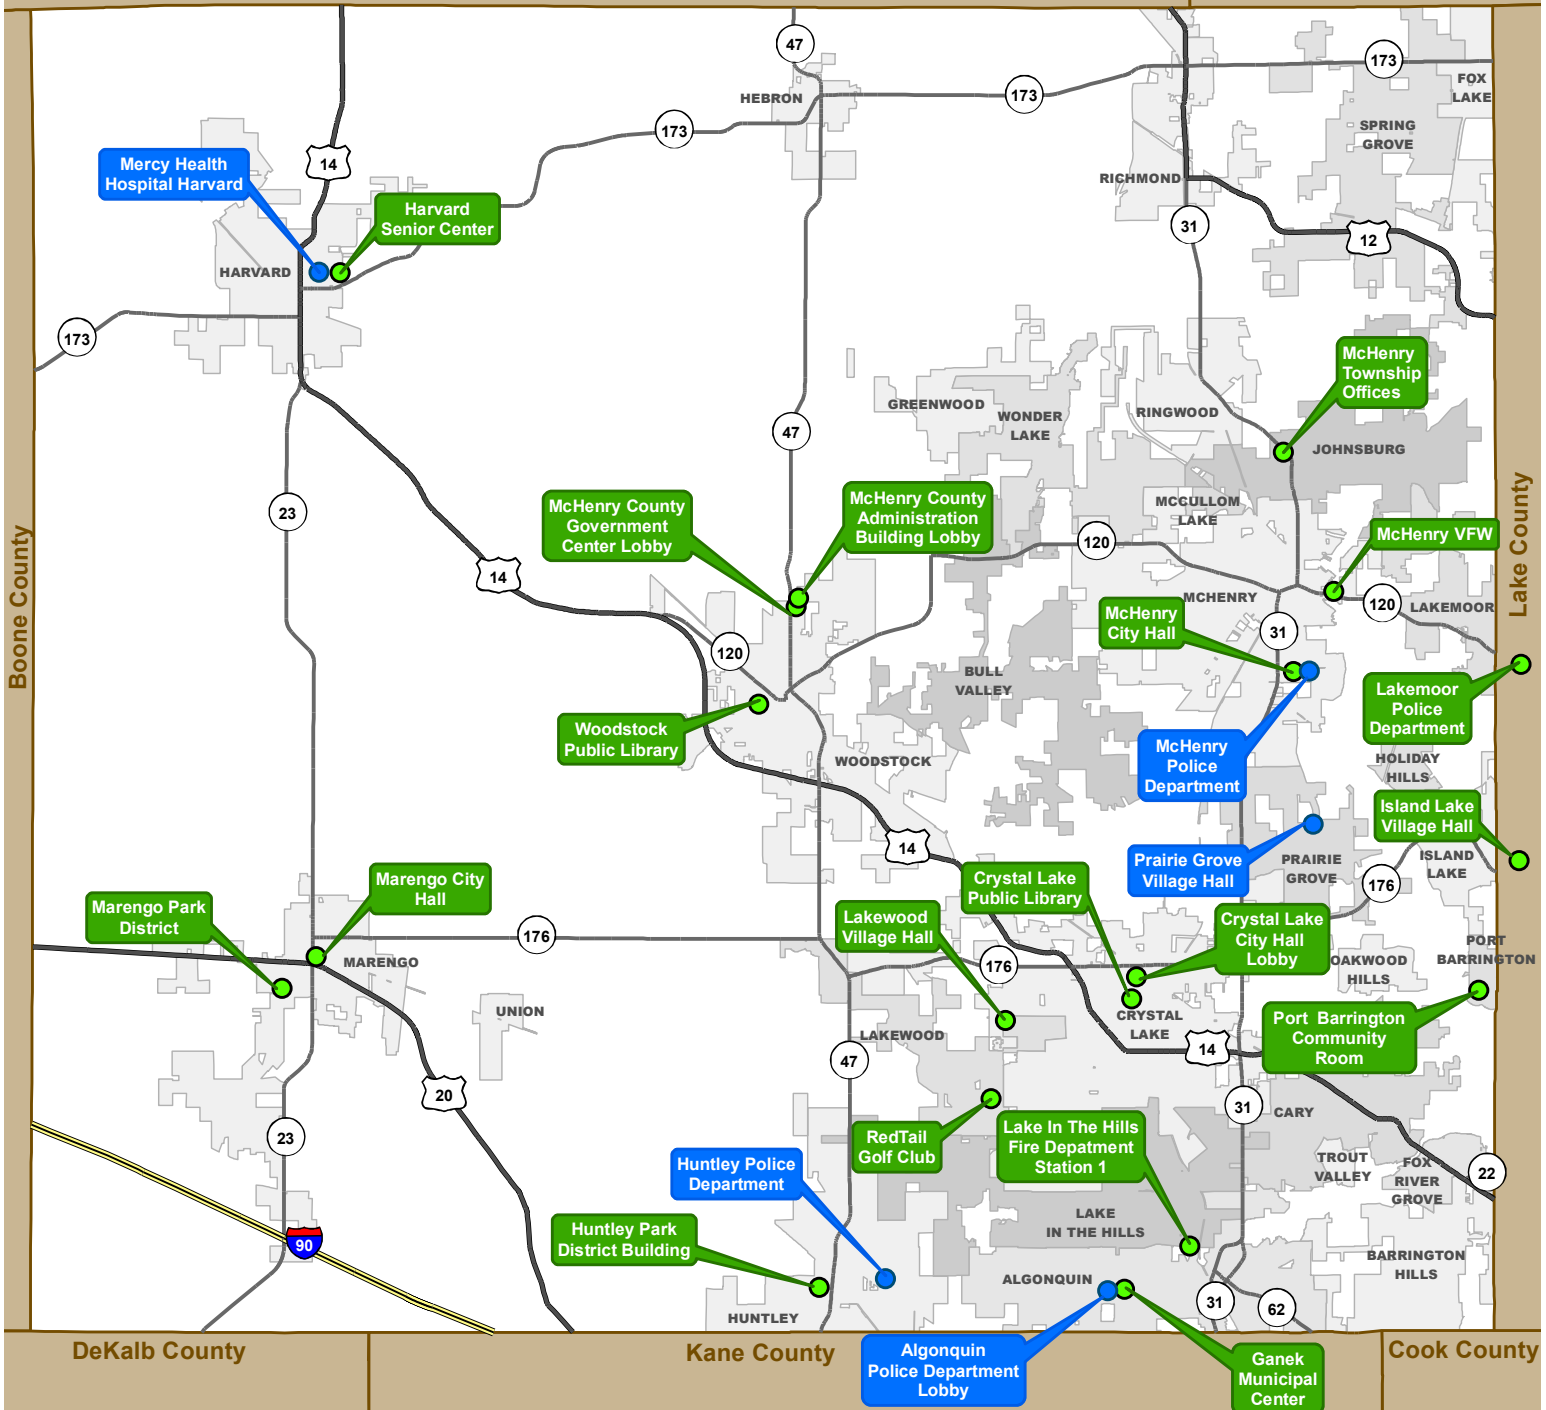 47
173
FOX
LAKE
HEBRON
173
173
SPRING
GROVE
14
Mercy Health
Hospital Harvard
RICHMOND
Harvard
Senior Center
31
12
HARVARD
173
McHenry
Township
Offices
GREENWOOD
WONDER
LAKE
RINGWOOD
47
JOHNSBURG
23
McHenry County
Government
Center Lobby
McHenry County
Administration
Building Lobby
MCCULLOM
LAKE
McHenry VFW
120
Boone County
Lake County
14
MCHENRY
120
LAKEMOOR
McHenry
City Hall
31
120
BULL
VALLEY
Lakemoor
Police
Department
Woodstock
Public Library
WOODSTOCK
McHenry
Police
Department
HOLIDAY
HILLS
Island Lake
Village Hall
14
Prairie Grove
Village Hall
PRAIRIE
GROVE
ISLAND
LAKE
176
Marengo City
Hall
Crystal Lake
Public Library
Marengo Park
District
Lakewood
Village Hall
Crystal Lake
City Hall
Lobby
176
PORT
BARRINGTON
MARENGO
176
OAKWOOD
HILLS
UNION
CRYSTAL
LAKE
LAKEWOOD
Port Barrington
Community
Room
14
47
20
31
CARY
23
RedTail
Golf Club
Lake In The Hills
Fire Depatment
Station 1
Huntley Police
Department
TROUT
VALLEY
FOX
RIVER
GROVE
22
Huntley Park
District Building
LAKE
IN THE HILLS
90
BARRINGTON
HILLS
ALGONQUIN
31
62
HUNTLEY
DeKalb County
Kane County
Cook County
Algonquin
Police Department
Lobby
Ganek
Municipal
Center